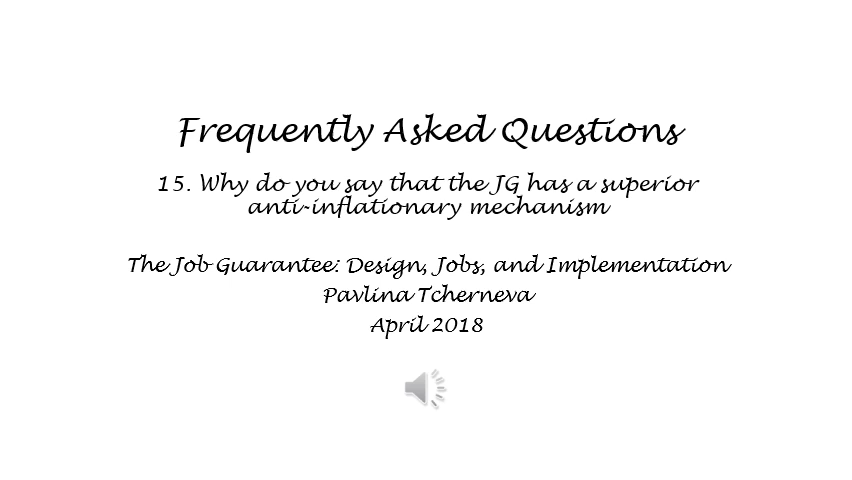 Frequently Asked Questions
15. Why do you say that the JG has a superior
anti-inflationary mechanism
The Job Guarantee: Design, Jobs, and Implementation
Pavlina Tcherneva
April 2018